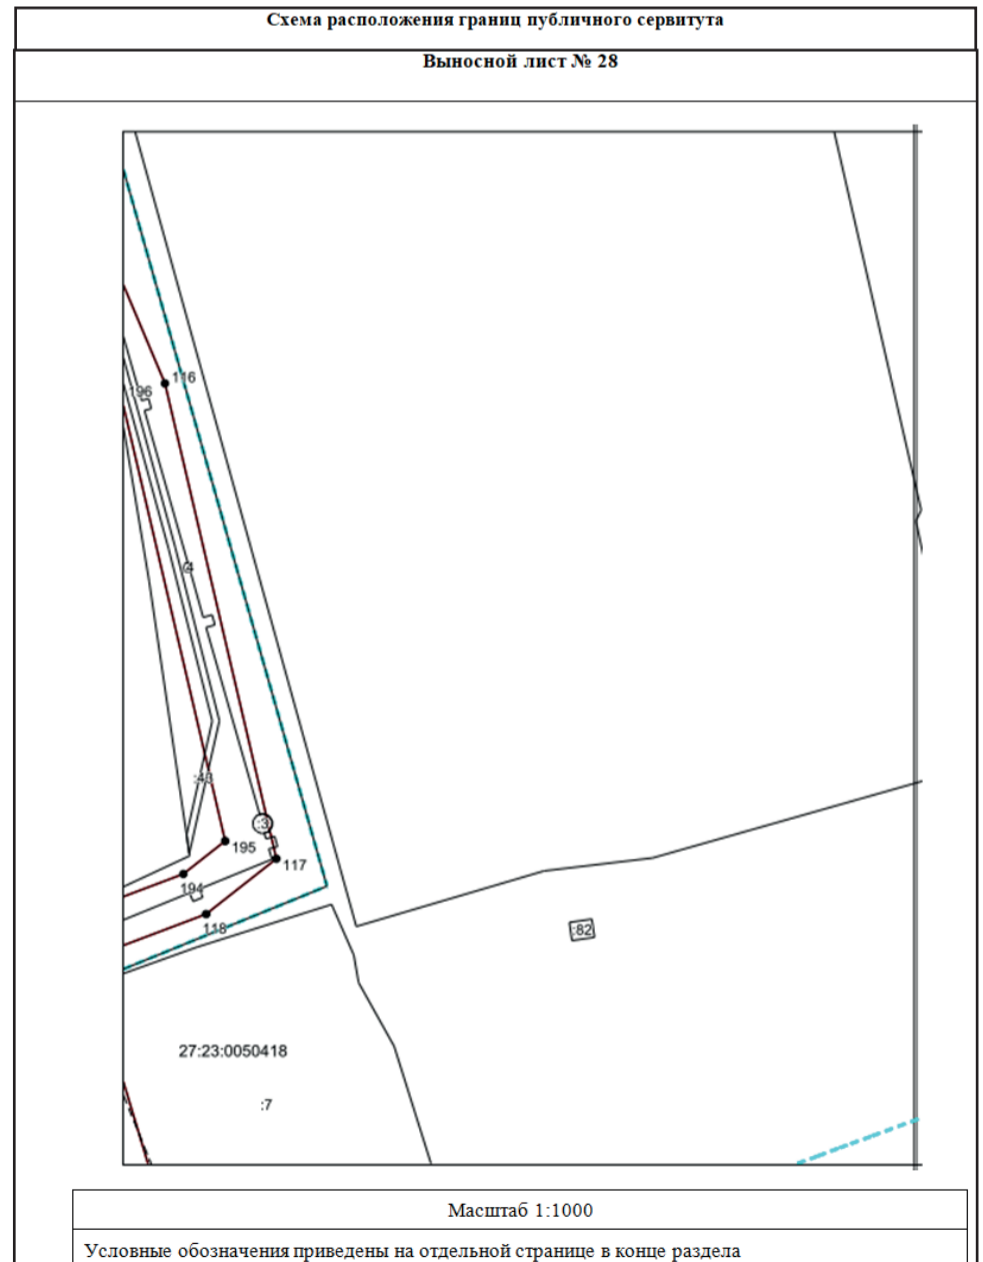 Схема расположения границ публичного сервитута
Выносной лист № 28
116
196
:48
:3
195
117
194
118
:82
27:23:0050418
:7
Масштаб 1:1000
Условные обозначения приведены на отдельной странице в конце раздела